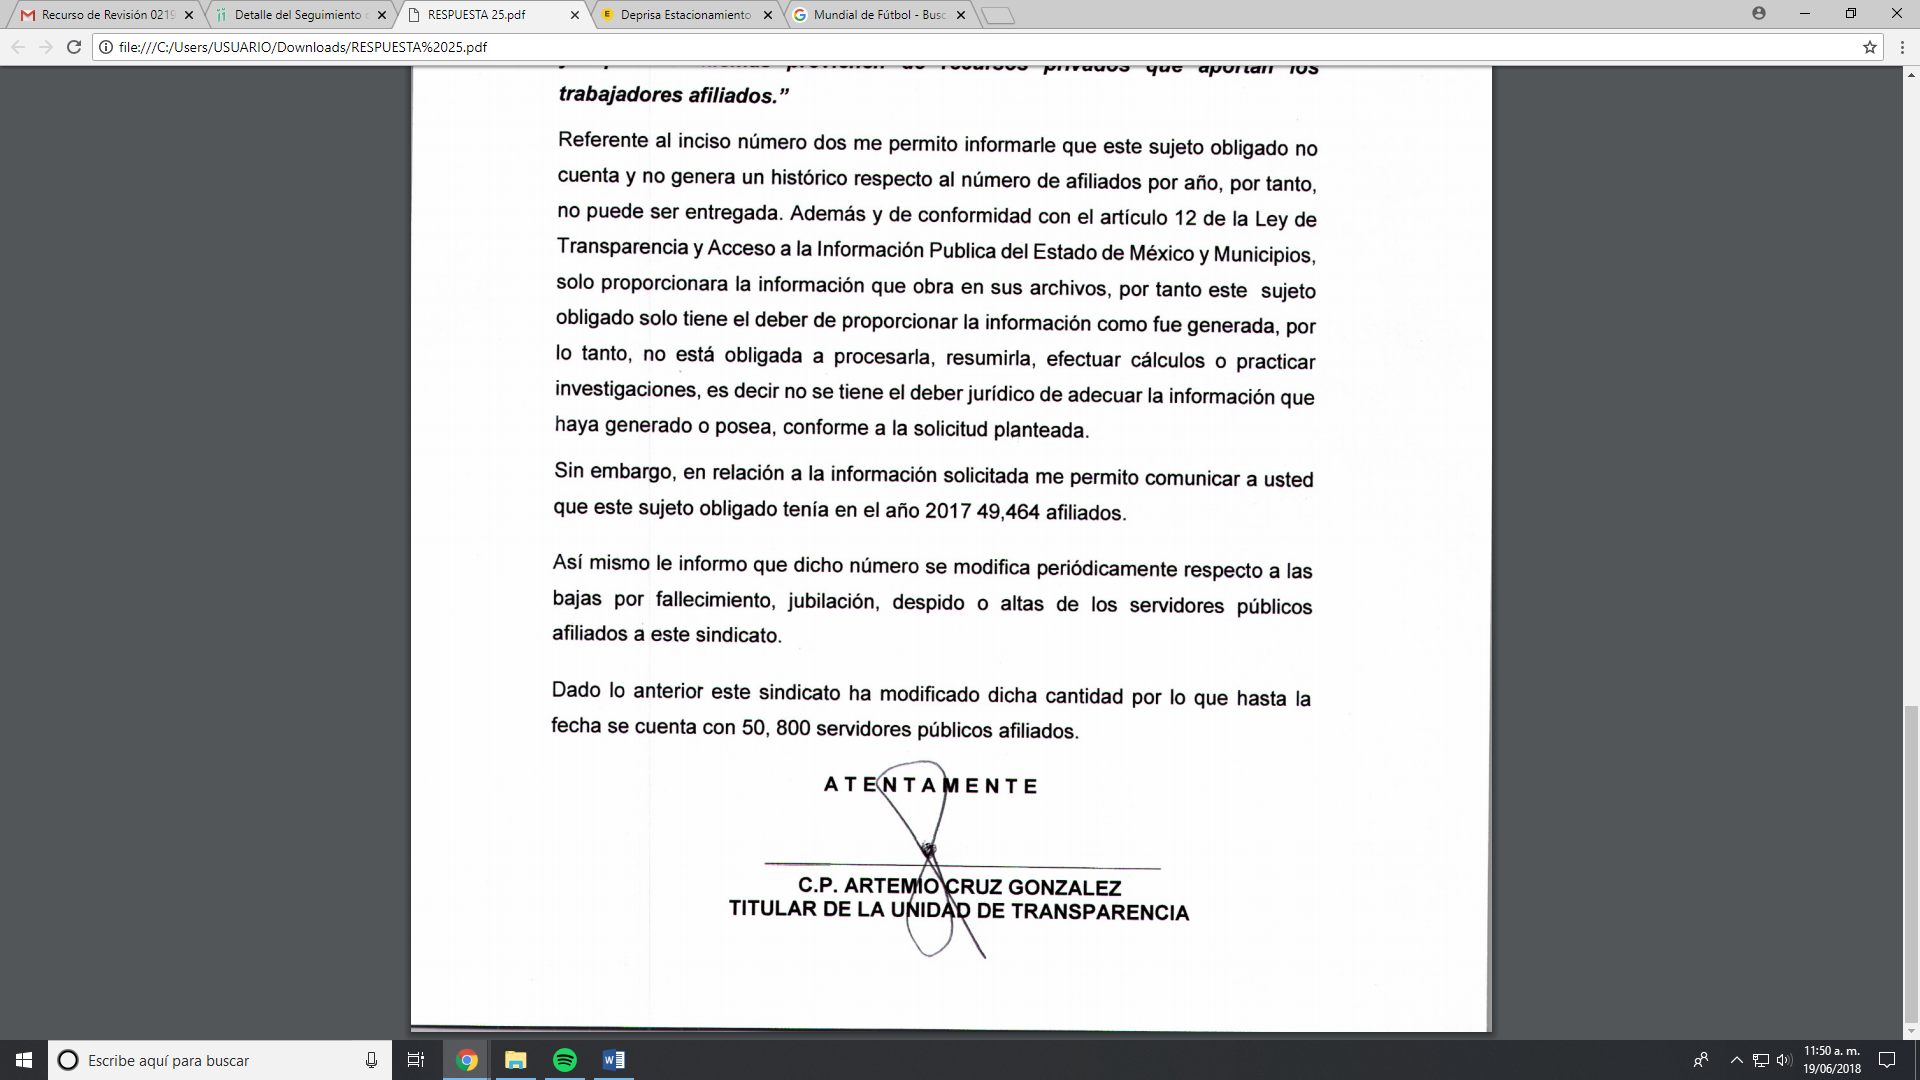 Recurso de Revisión 0219
Detalle del Seguimiento
RESPUESTA 25.pdf
Deprisa Estacionamiento
Mundial de Fútbol - Busc
file:///C:/Users/USUARIO/Downloads/RESPUESTA%2025.pdf
provienen de recursos privados que aportan los
trabajadores afiliados.”
Referente al inciso número dos me permito informarle que este sujeto obligado no
cuenta y no genera un histórico respecto al número de afiliados por año, por tanto,
no puede ser entregada. Además y de conformidad con el artículo 12 de la Ley de
Transparencia y Acceso a la Información Publica del Estado de México y Municipios,
solo proporcionara la información que obra en sus archivos, por tanto este sujeto
obligado solo tiene el deber de proporcionar la información como fue generada, por
lo tanto, no está obligada a procesarla, resumirla, efectuar cálculos o practicar
investigaciones, es decir no se tiene el deber jurídico de adecuar la información que
haya generado o posea, conforme a la solicitud planteada.
Sin embargo, en relación a la información solicitada me permito comunicar a usted
que este sujeto obligado tenía en el año 2017 49,464 afiliados.
Así mismo le informo que dicho número se modifica periódicamente respecto a las
bajas por fallecimiento, jubilación, despido o altas de los servidores públicos
afiliados a este sindicato.
Dado lo anterior este sindicato ha modificado dicha cantidad por lo que hasta la
fecha se cuenta con 50, 800 servidores públicos afiliados.
A T E N T A M E N T E
C.P. ARTEMIO CRUZ GONZALEZ
TITULAR DE LA UNIDAD DE TRANSPARENCIA
Escribe aquí para buscar
11:50 a. m.
19/06/2018